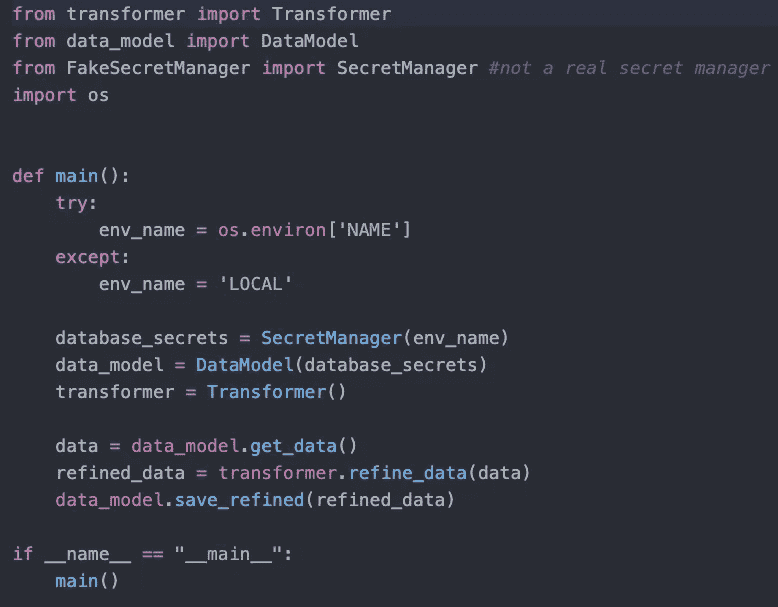 from transformer import Transformer
from data_model import DataModel
from FakeSecretManager import SecretManager #not a real secret manager
import os
def main():
    try:
        env_name = os.environ['NAME']
    except:
        env_name = 'LOCAL'
    database_secrets = SecretManager(env_name)
    data_model = DataModel(database_secrets)
    transformer = Transformer()
    data = data_model.get_data()
    refined_data = transformer.refine_data(data)
    data_model.save_refined(refined_data)
if __name__ == "__main__":
    main()